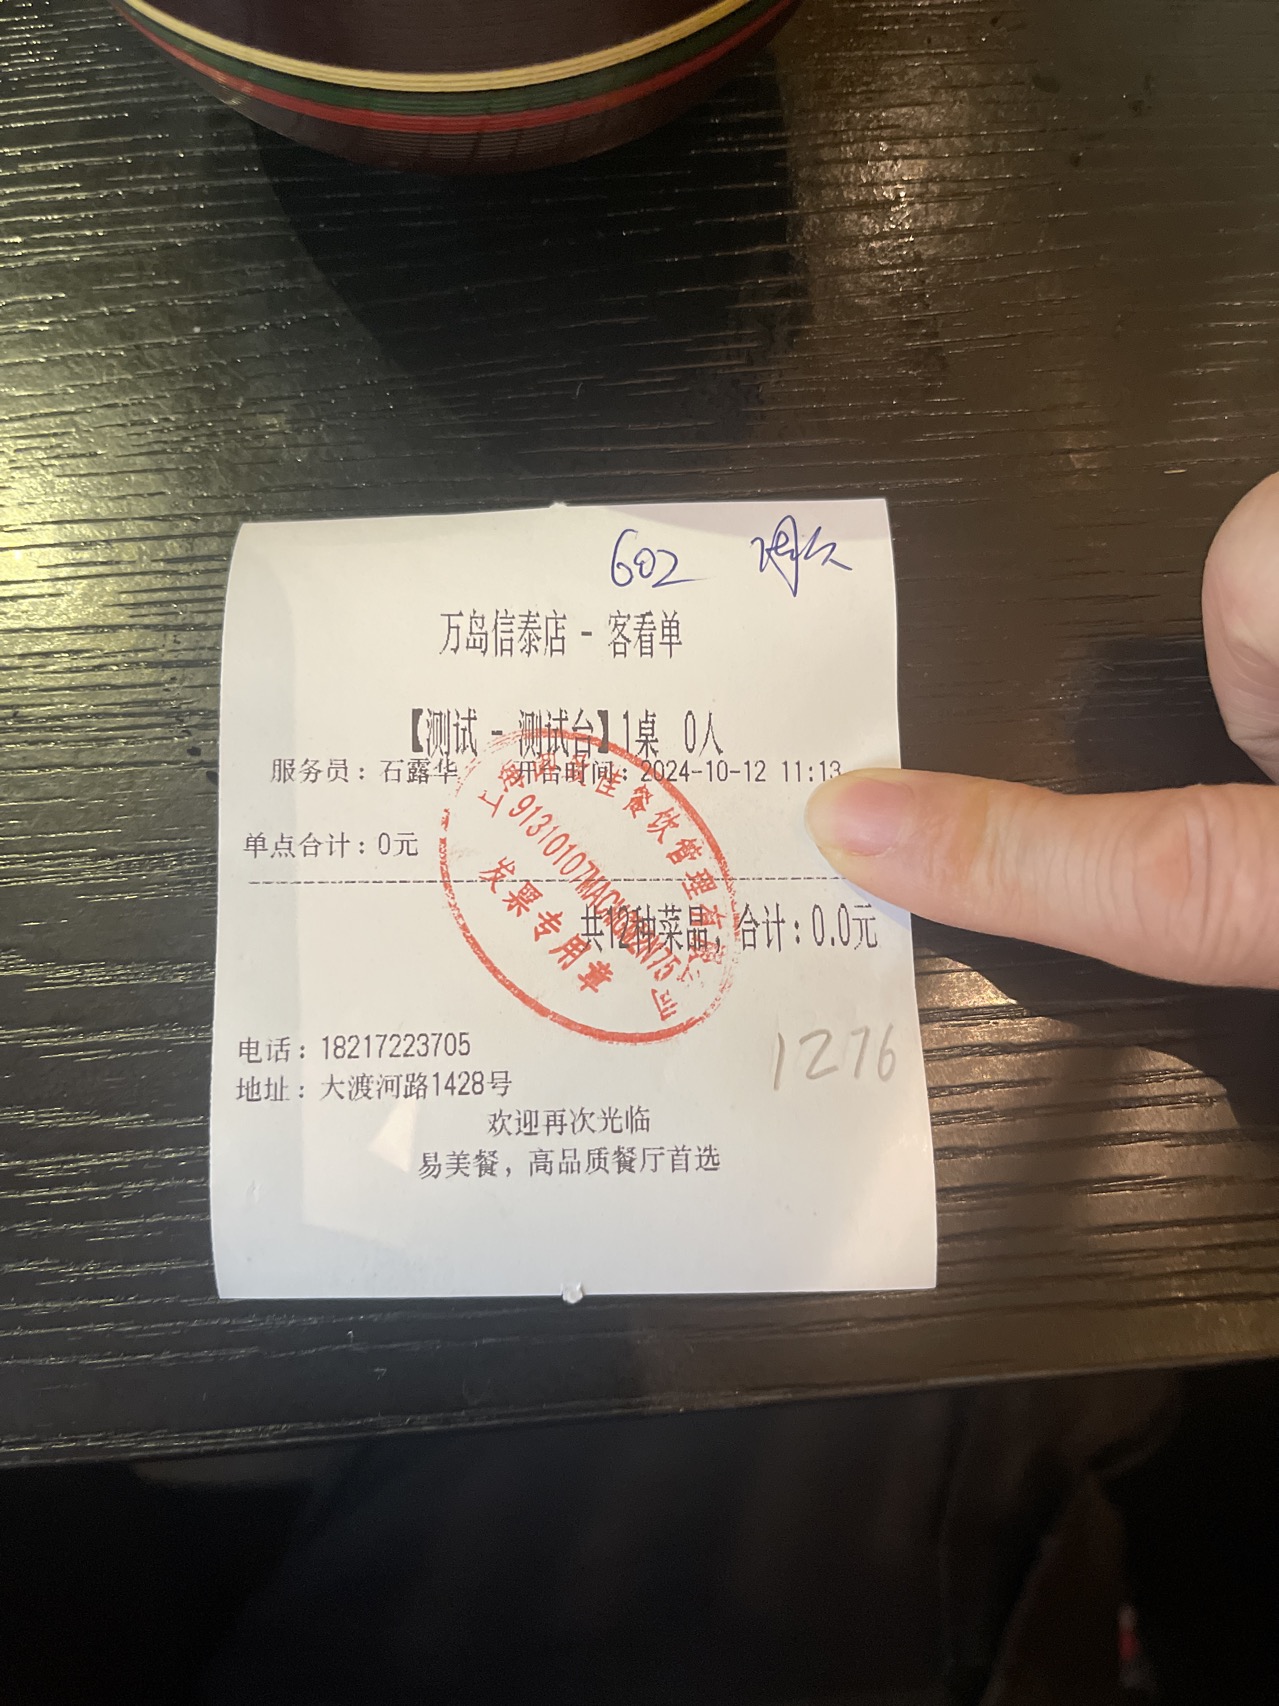 602
万岛信泰店 - 客看单
【测试 - 测试台】1桌 0人
服务员：石露华 开台时间：2024-10-12 11:13
单点合计：0元
共12种菜品，合计：0.0元
发票专用章
电话：18217223705
1276
地址：大渡河路1428号
欢迎再次光临
易美餐，高品质餐厅首选